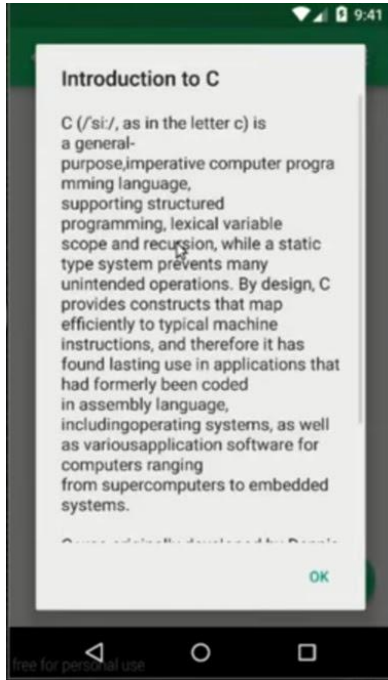 9:41
Introduction to C
C (/ˈsiː/, as in the letter c) is
a general-
purpose,imperative computer progra
mming language,
supporting structured
programming, lexical variable
scope and recursion, while a static
type system prevents many
unintended operations. By design, C
provides constructs that map
efficiently to typical machine
instructions, and therefore it has
found lasting use in applications that
had formerly been coded
in assembly language,
includingoperating systems, as well
as variousapplication software for
computers ranging
from supercomputers to embedded
systems.
OK
free for personal use